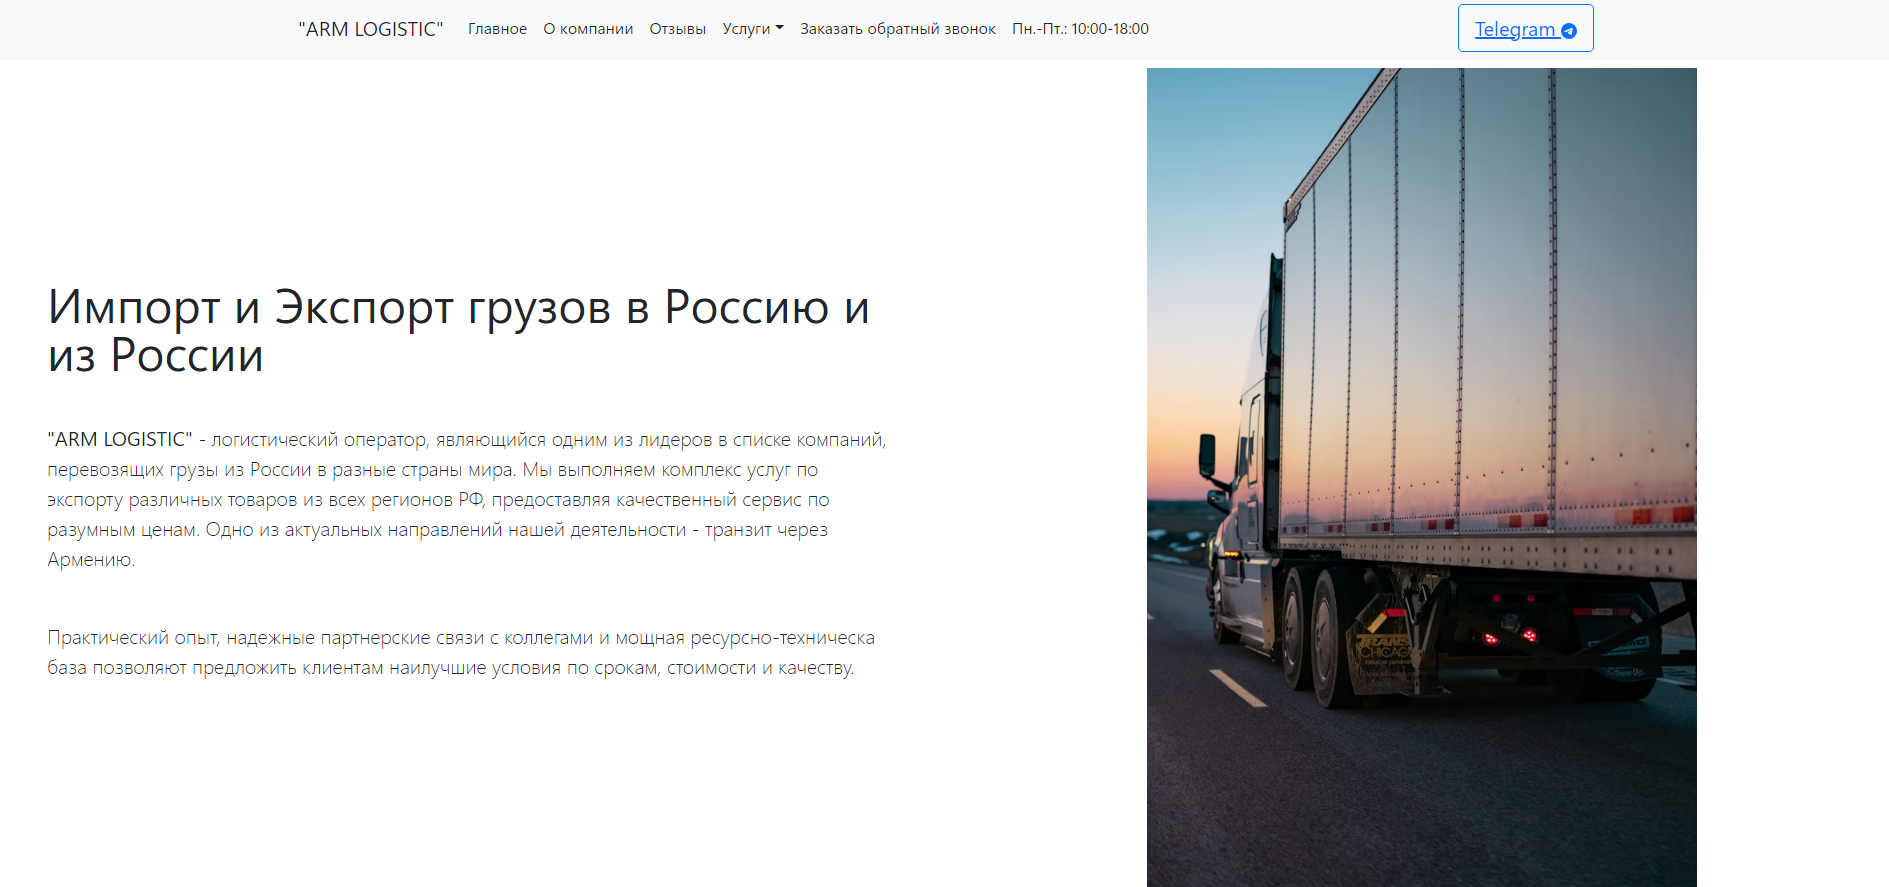 "ARM LOGISTIC" Главное О компании Отзывы Услуги Заказать обратный звонок Пн.-Пт.: 10:00-18:00 Telegram
Импорт и Экспорт грузов в Россию и
из России
"ARM LOGISTIC" - логистический оператор, являющийся одним из лидеров в списке компаний,
перевозящих грузы из России в разные страны мира. Мы выполняем комплекс услуг по
экспорту различных товаров из всех регионов РФ, предоставляя качественный сервис по
разумным ценам. Одно из актуальных направлений нашей деятельности - транзит через
Армению.
Практический опыт, надежные партнерские связи с коллегами и мощная ресурсно-техническа
база позволяют предложить клиентам наилучшие условия по срокам, стоимости и качеству.
TRANS
CHICAGO